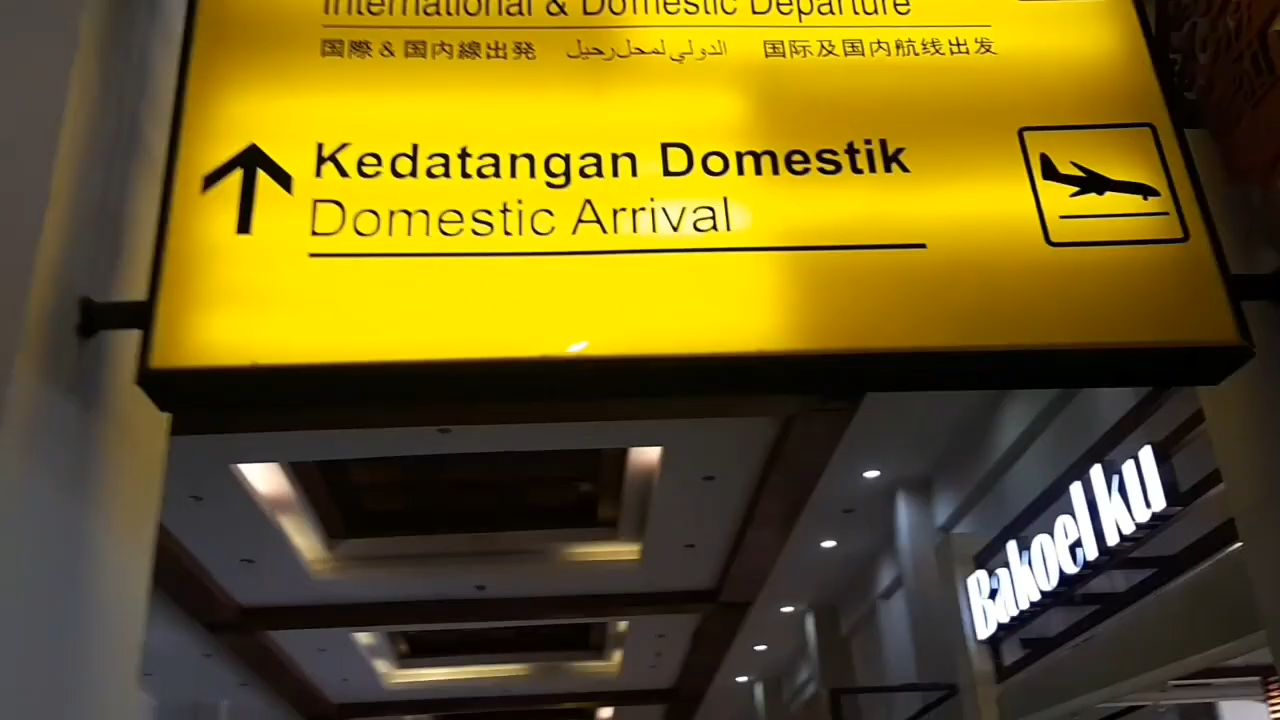 International & Domestic Departure
国際&国内線出発 الدولي لمحل رحيل 国际及国内航线出发
Kedatangan Domestik
Domestic Arrival
Bakoel ku